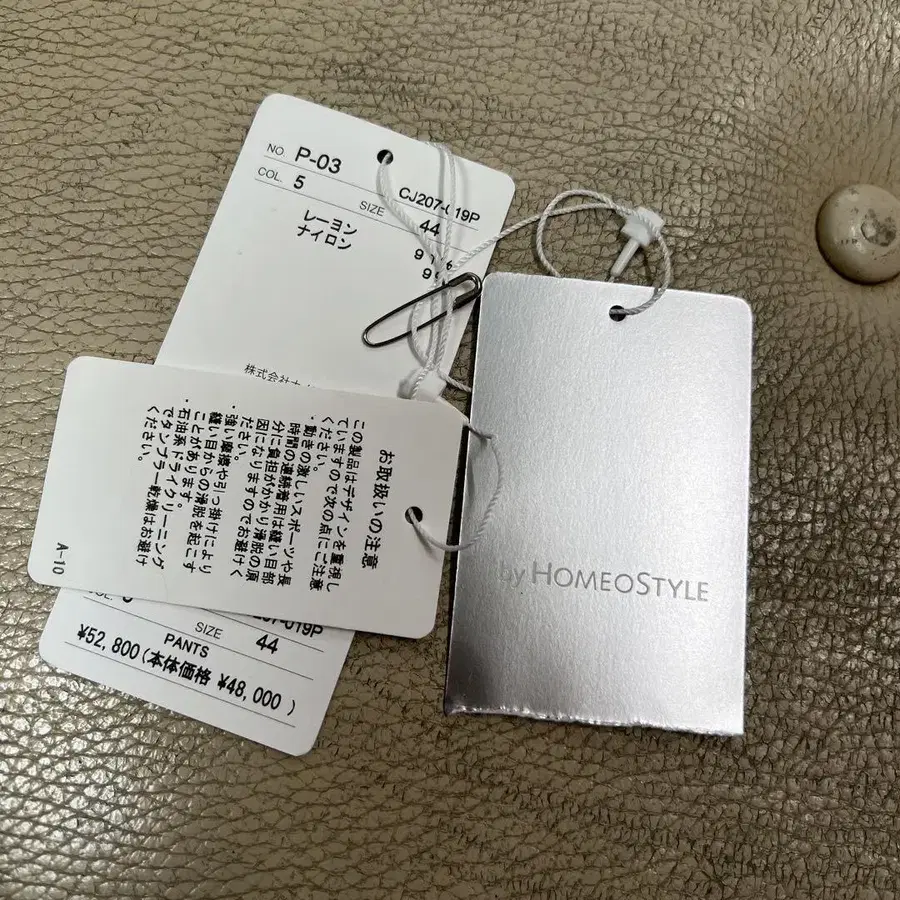 NO. P-03
CJ207-019P
COL. 5
SIZE 44
レーヨン
ナイロン
株式会社
お取扱いの注意
この製品はデザインを重視し
ていますので次の点にご注意
ください。
・動きの激しいスポーツや長
時間の連続着用は縫い目部
分に負担がかかり滑脱の原
因になりますのでお避けく
ださい。
・強い摩擦や引っ掛けにより
縫い目からの滑脱を起こす
ことがあります。
・石油系ドライクリーニング
でタンブラー乾燥はお避け
ください。
A-10
SIZE 44
PANTS
¥52,800(本体価格 ¥48,000 )
by HOMEOSTYLE